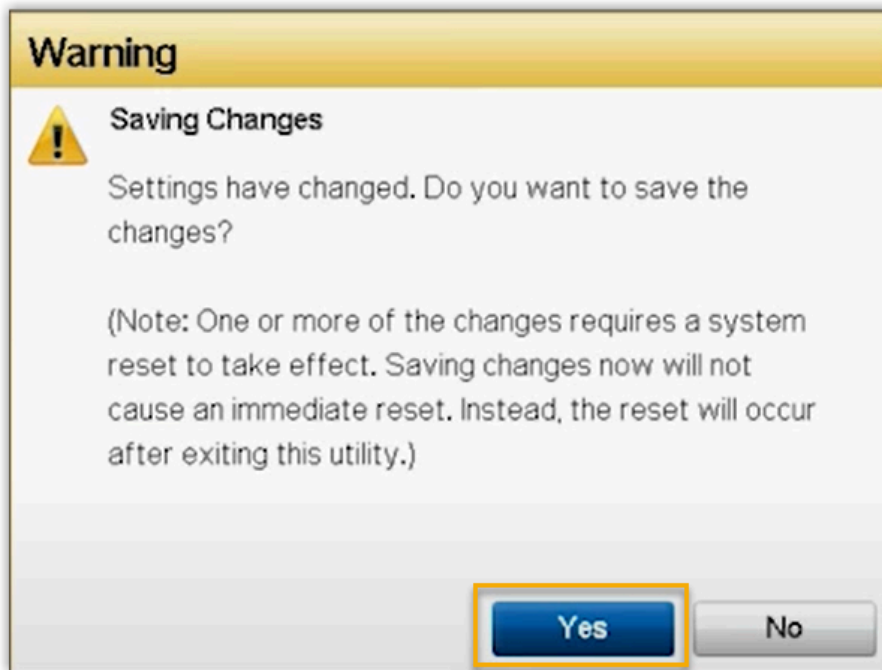 Warning
Saving Changes
Settings have changed. Do you want to save the
changes?
(Note: One or more of the changes requires a system
reset to take effect. Saving changes now will not
cause an immediate reset. Instead, the reset will occur
after exiting this utility.)
Yes
No